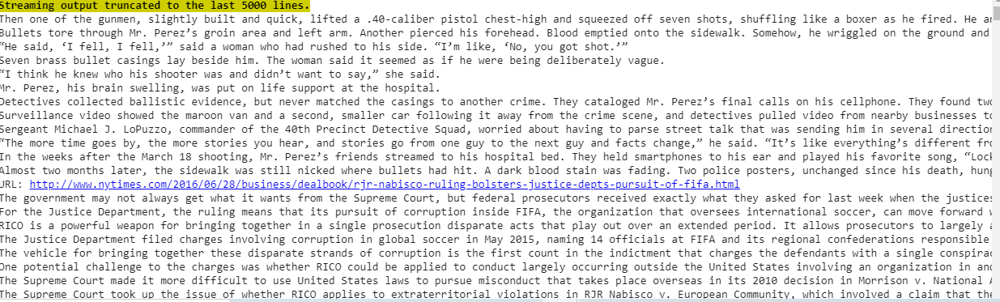 Streaming output truncated to the last 5000 lines.
Then one of the gunmen, slightly built and quick, lifted a .40-caliber pistol chest-high and squeezed off seven shots, shuffling like a boxer as he fired. He
Bullets tore through Mr. Perez’s groin area and left arm. Another pierced his forehead. Blood emptied onto the sidewalk. Somehow, he wriggled on the ground and
“He said, ‘I fell, I fell,’” said a woman who had rushed to his side. “I’m like, ‘No, you got shot.’”
Seven brass bullet casings lay beside him. The woman said it seemed as if he were being deliberately vague.
“I think he knew who his shooter was and didn’t want to say,” she said.
Mr. Perez, his brain swelling, was put on life support at the hospital.
Detectives collected ballistic evidence, but never matched the casings to another crime. They cataloged Mr. Perez’s final calls on his cellphone. They found
Surveillance video showed the maroon van and a second, smaller car following it away from the crime scene, and detectives pulled video from nearby businesses
Sergeant Michael J. LoPuzzo, commander of the 40th Precinct Detective Squad, worried about having to parse street talk that was sending him in several
“The more time goes by, the more stories you hear, and stories go from one guy to the next guy and facts change,” he said. “It’s like everything’s different
In the weeks after the March 18 shooting, Mr. Perez’s friends streamed to his hospital bed. They held smartphones to his ear and played his favorite song,
Almost two months later, the sidewalk was still nicked where bullets had hit. A dark blood stain was fading. Two police posters, unchanged since his death,
URL: http://www.nytimes.com/2016/06/28/business/dealbook/rjr-nabisco-ruling-bolsters-justice-depts-pursuit-of-fifa.html
The government may not always get what it wants from the Supreme Court, but federal prosecutors received exactly what they asked for last week when the justices
For the Justice Department, the ruling means that its pursuit of corruption inside FIFA, the organization that oversees international soccer, can move forward
RICO is a powerful weapon for bringing together in a single prosecution disparate acts that play out over an extended period. It allows prosecutors to largely
The Justice Department filed charges involving corruption in global soccer in May 2015, naming 14 officials at FIFA and its regional confederations responsible
The vehicle for bringing together these disparate strands of corruption is the first count in the indictment that charges the defendants with a single
One potential challenge to the charges was whether RICO could be applied to conduct largely occurring outside the United States involving an organization in
The Supreme Court made it more difficult to use United States laws to pursue misconduct that takes place overseas in its 2010 decision in Morrison v. National
The Supreme Court took up the issue of whether RICO applies to extraterritorial violations in RJR Nabisco v. European Community, which involved a claim that the